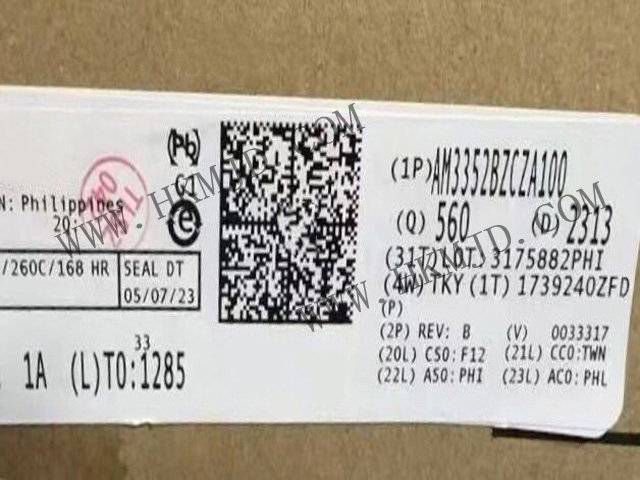 Pb
G1
e
N: Philippines
20:
/260C/168 HR
SEAL DT
05/07/23
33
1A (L)TO:1285
(1P)AM3352BZCZA100
(Q) 560 (D) 2313
(31T)LOT: 3175882PHI
(4W) TKY (1T) 1739240ZFD
(P)
(2P) REV: B (V) 0033317
(20L) CSO:F12 (21L) CCO:TWN
(22L) ASO:PHI (23L) ACO:PHL
WWW.HKMJD.COM
WWW.HKMJD.COM